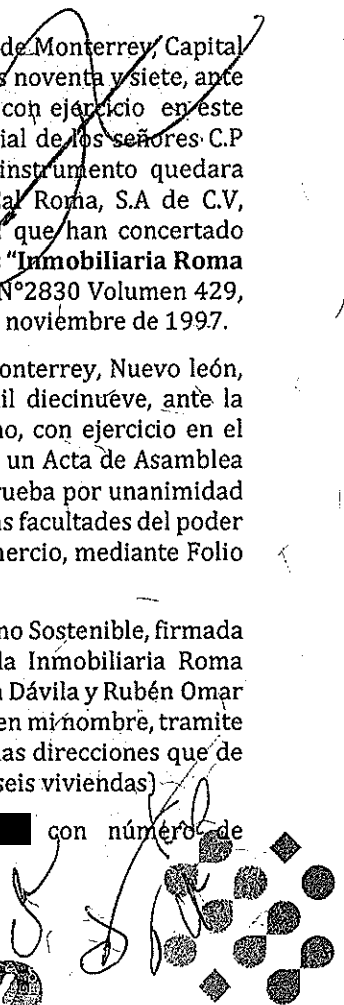 de Monterrey, Capital
s noventa y siete, ante
con ejercicio en este
ial de los señores C.P
instrumento quedara
Cal Roma, S.A de C.V,
que han concertado
"Inmobiliaria Roma
N°2830 Volumen 429,
noviembre de 1997.
onterrey, Nuevo león,
il diecinueve, ante la
no, con ejercicio en el
un Acta de Asamblea
rueba por unanimidad
as facultades del poder
mercio, mediante Folio
no Sostenible, firmada
la Inmobiliaria Roma
a Dávila y Rubén Omar
en mi nombre, tramite
las direcciones que de
seis viviendas)
con número de